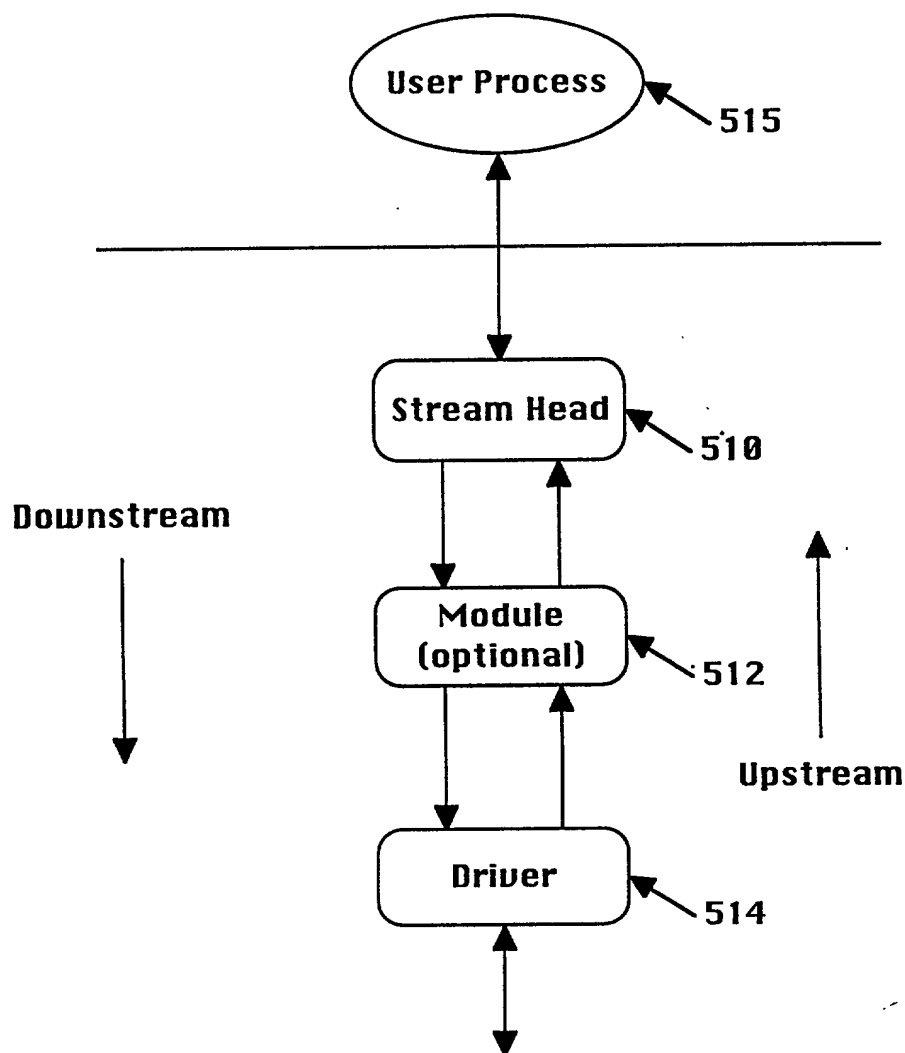 User Process
515
Stream Head
510
Downstream
Module
(optional)
512
Upstream
Driver
514